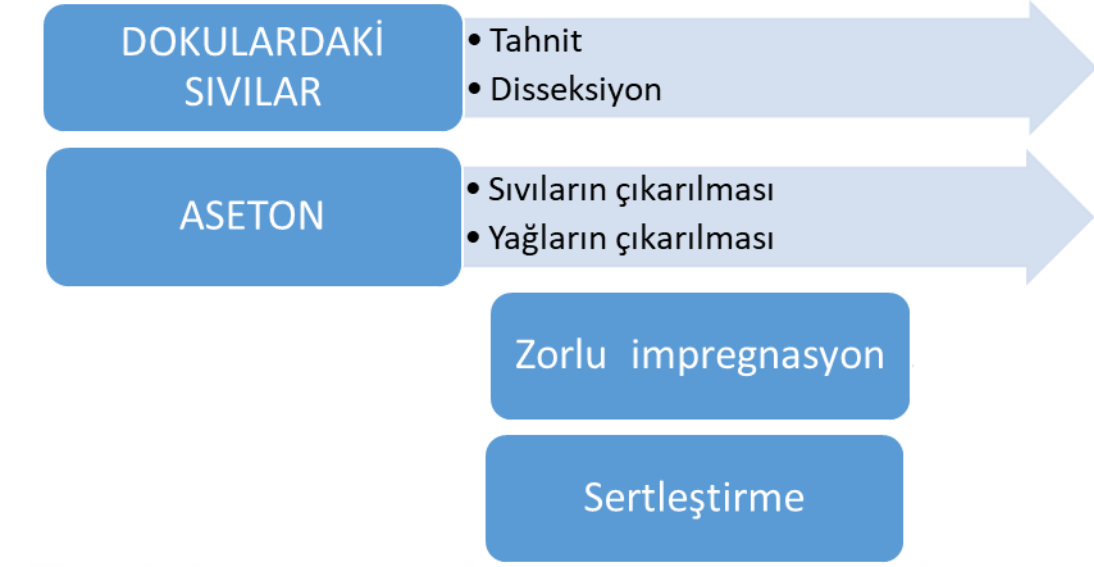 DOKULARDAKİ
SIVILAR
• Tahnit
• Disseksiyon
ASETON
• Sıvıların çıkarılması
• Yağların çıkarılması
Zorlu impregnasyon
Sertleştirme